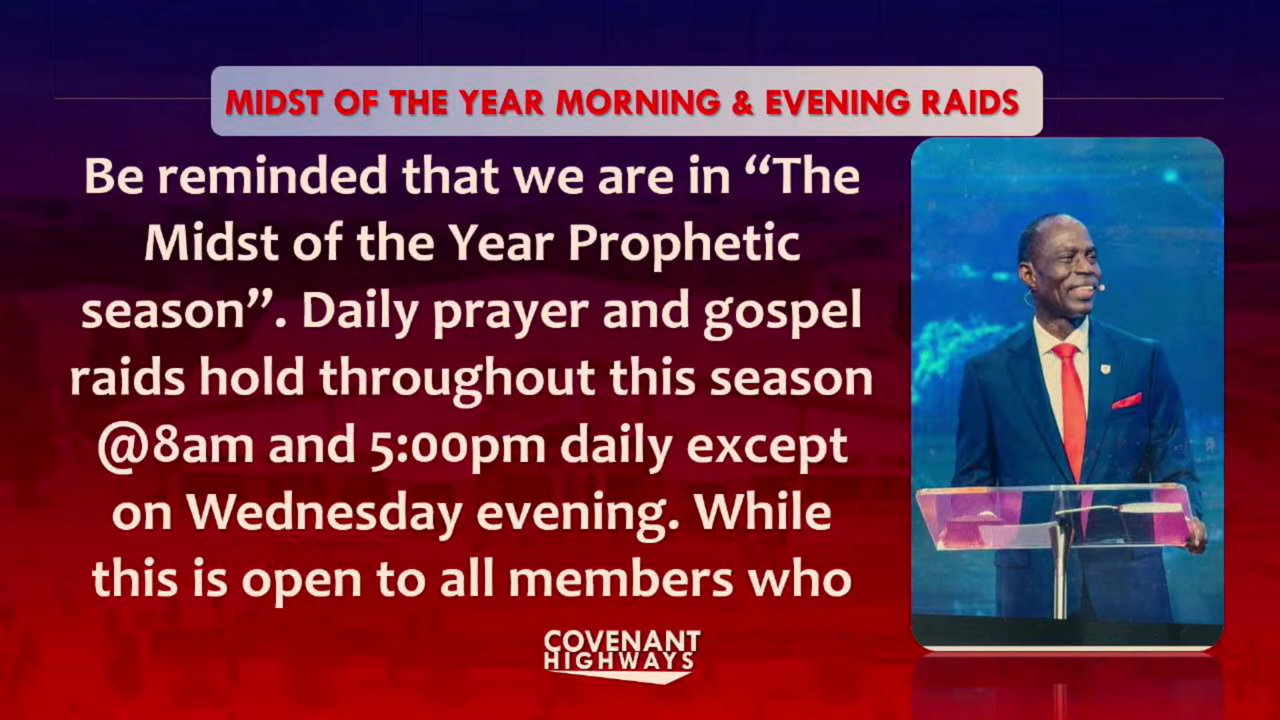 MIDST OF THE YEAR MORNING & EVENING RAIDS
Be reminded that we are in “The
Midst of the Year Prophetic
season”. Daily prayer and gospel
raids hold throughout this season
@8am and 5:00pm daily except
on Wednesday evening. While
this is open to all members who
COVENANT
HIGHWAYS